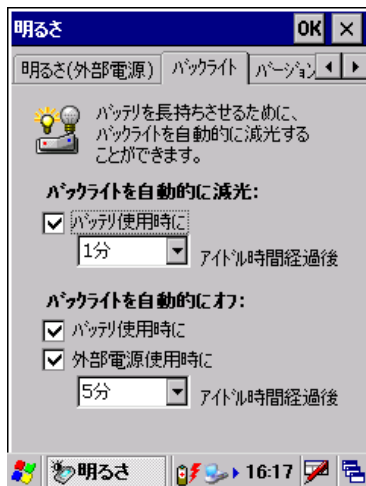 明るさ OK ×
明るさ(外部電源) バックライト バージョン
バッテリを長持ちさせるために、
バックライトを自動的に減光する
ことができます。
バックライトを自動的に減光:
バッテリ使用時に
1分 アイドル時間経過後
バックライトを自動的にオフ:
バッテリ使用時に
外部電源使用時に
5分 アイドル時間経過後
明るさ 16:17